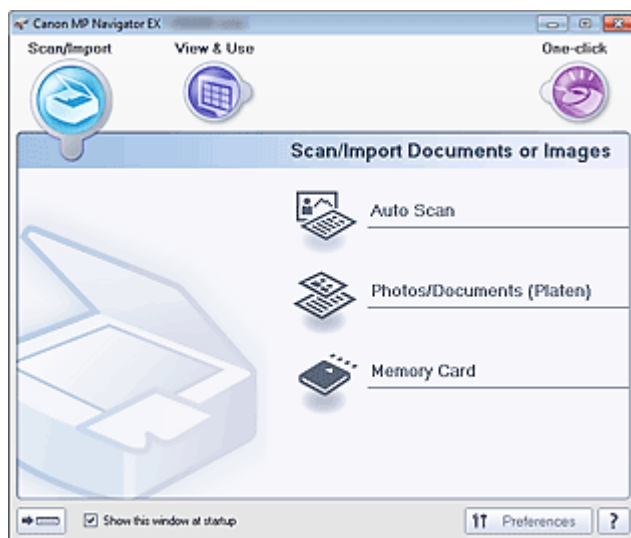 Canon MP Navigator EX
Scan/Import View & Use One-click
Scan/Import Documents or Images
Auto Scan
Photos/Documents (Platen)
Memory Card
Show this window at startup Preferences ?